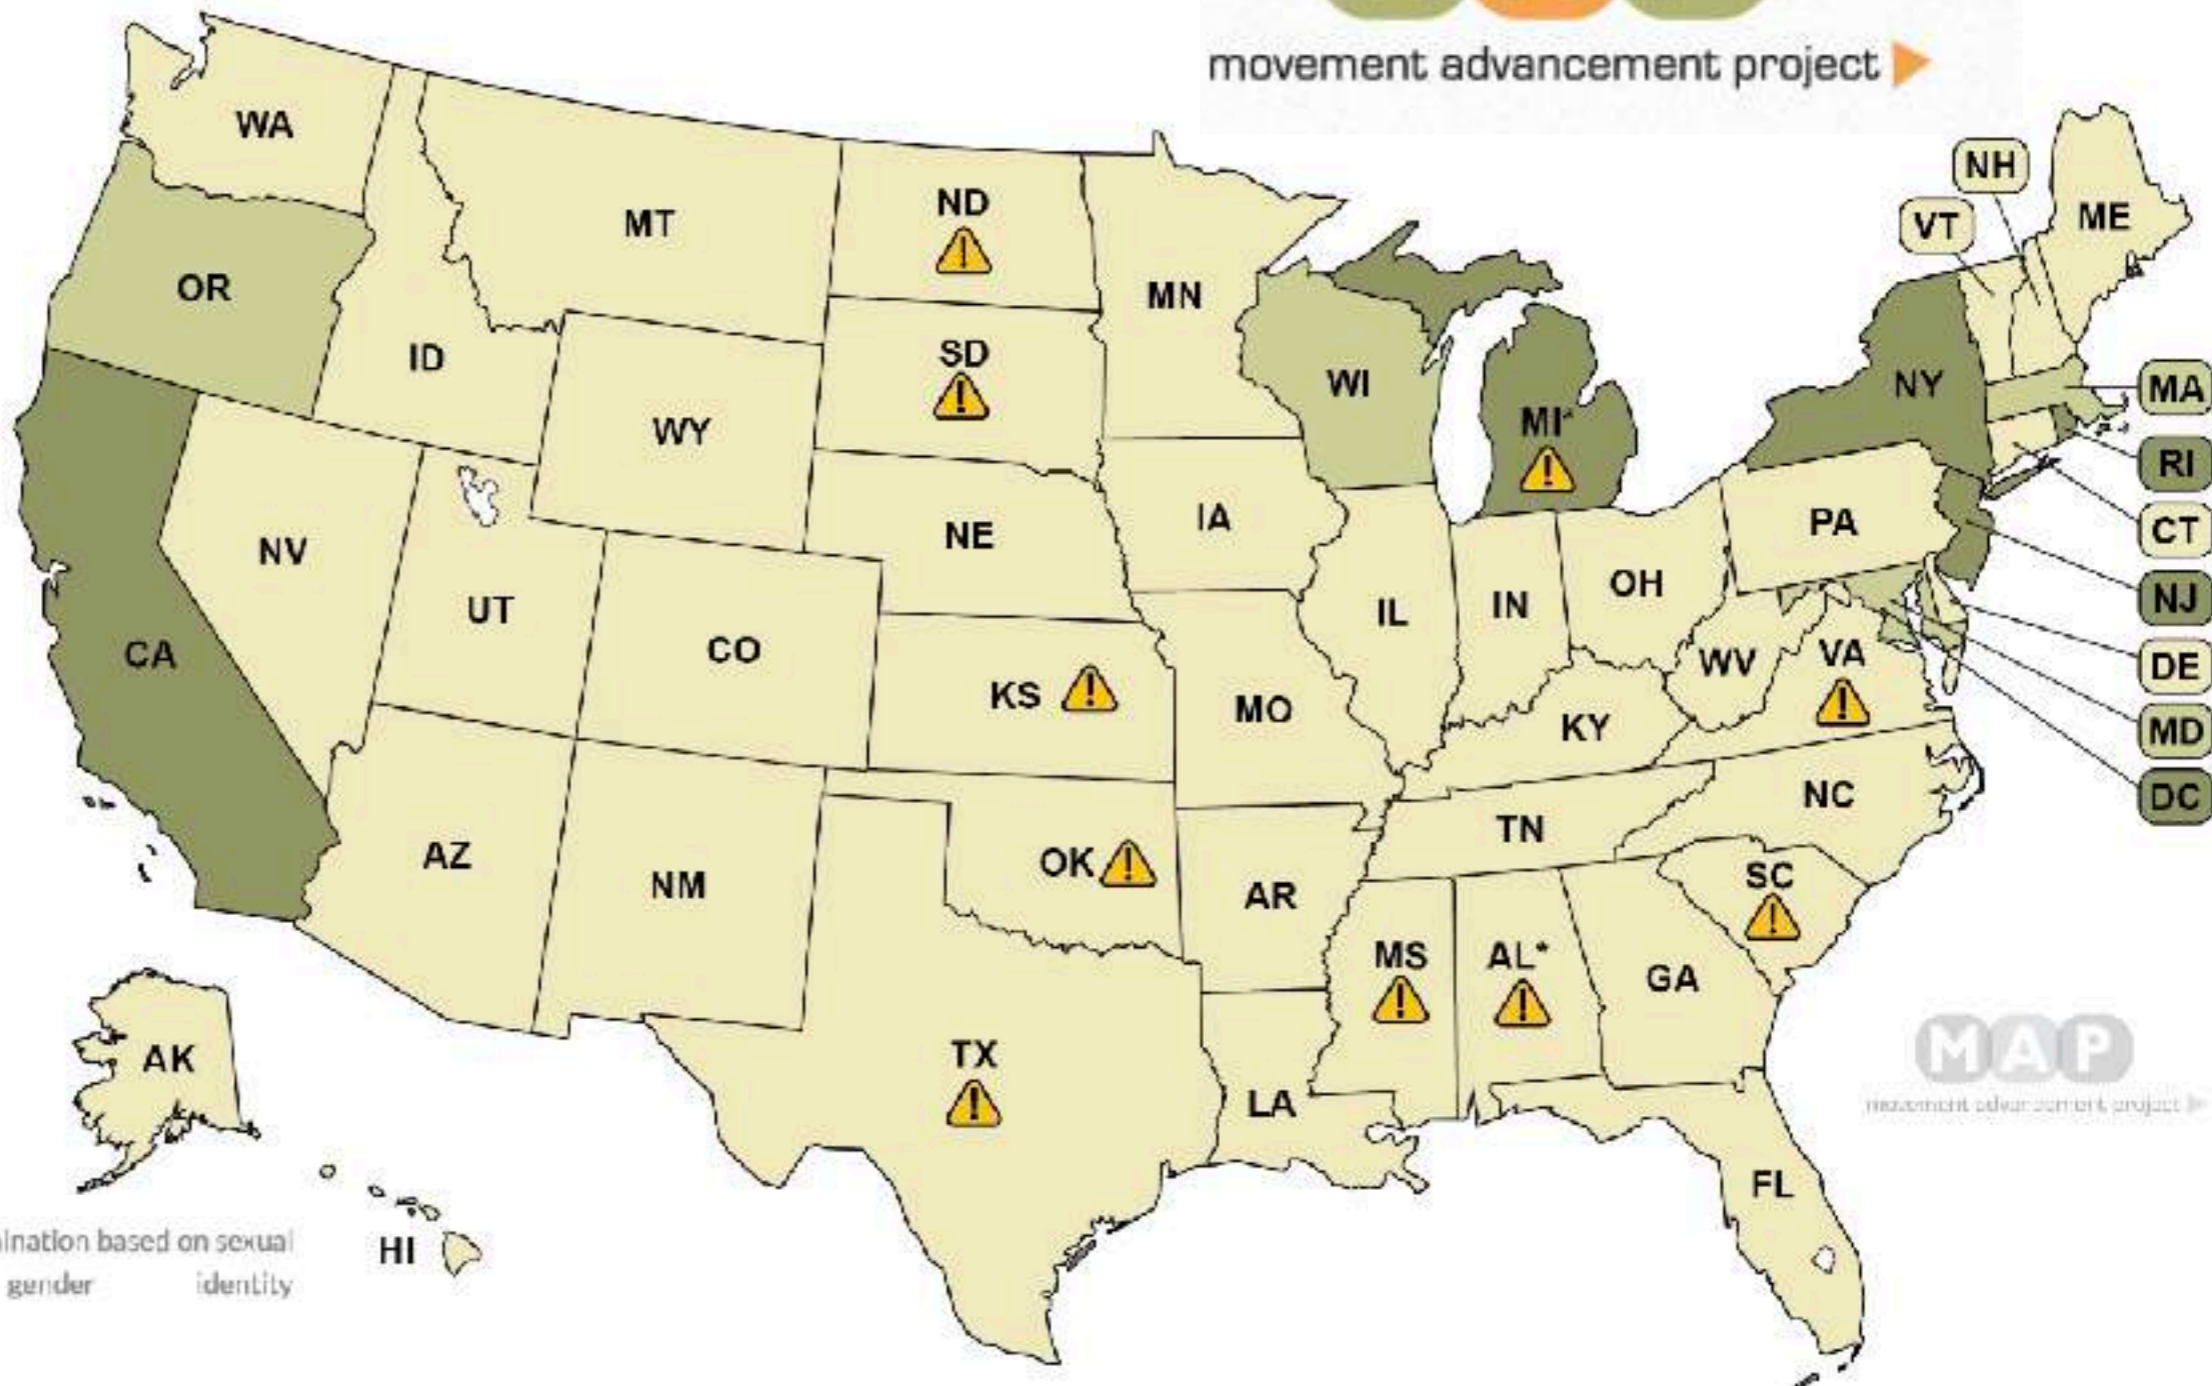 movement advancement project
WA
MT
ND
MN
OR
ID
SD
WI
WY
MI*
NH
VT
ME
NY
MA
RI
CT
NJ
DE
MD
DC
NV
UT
CO
NE
IA
IL
IN
OH
PA
CA
KS
MO
WV
VA
KY
AZ
NM
OK
AR
TN
NC
SC
MS
AL*
GA
TX
LA
AK
HI
FL
MAP
movement advancement project
ination based on sexual
gender identity